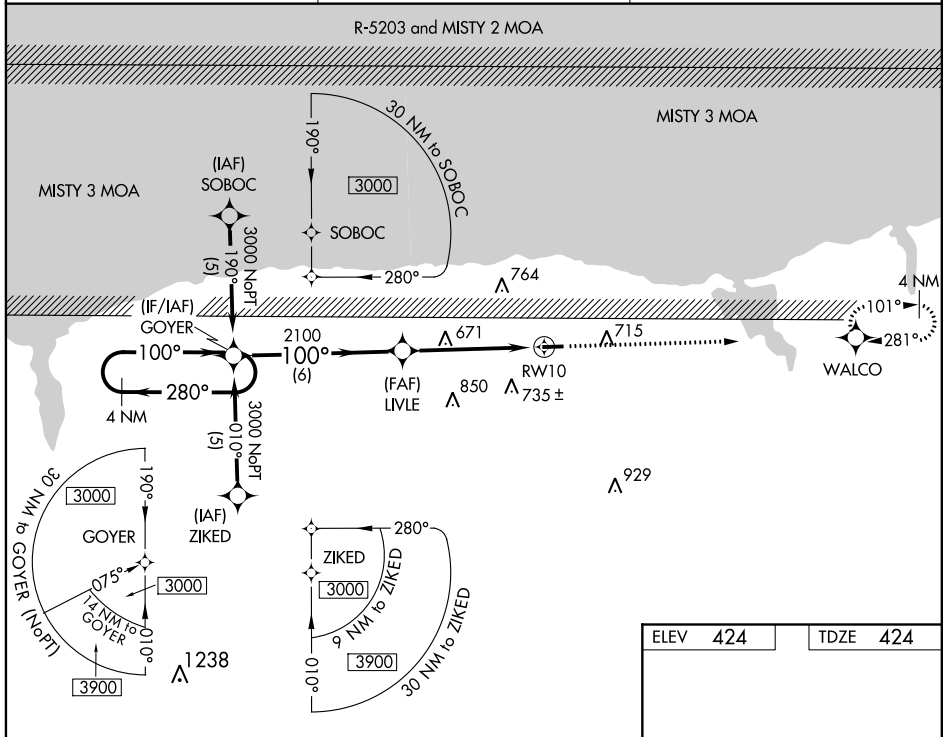 R-5203 and MISTY 2 MOA
MISTY 3 MOA
MISTY 3 MOA
30 NM to SOBOC
190°
3000
SOBOC
280°
(IAF)
SOBOC
3000 NoPT
190°
(5)
764
4 NM
101°
281°
WALCO
(IF/IAF)
GOYER
100°
280°
4 NM
2100
100°
(6)
671
715
(FAF)
LIVLE
RW10
850
735 ±
3000 NoPT
010°
(5)
(IAF)
ZIKED
929
30 NM to GOYER (NoPT)
3000
190°
GOYER
075°
3000
14 NM to
GOYER
010°
3900
1238
280°
ZIKED
3000
9 NM to ZIKED
010°
3900
30 NM to ZIKED
ELEV 424
TDZE 424